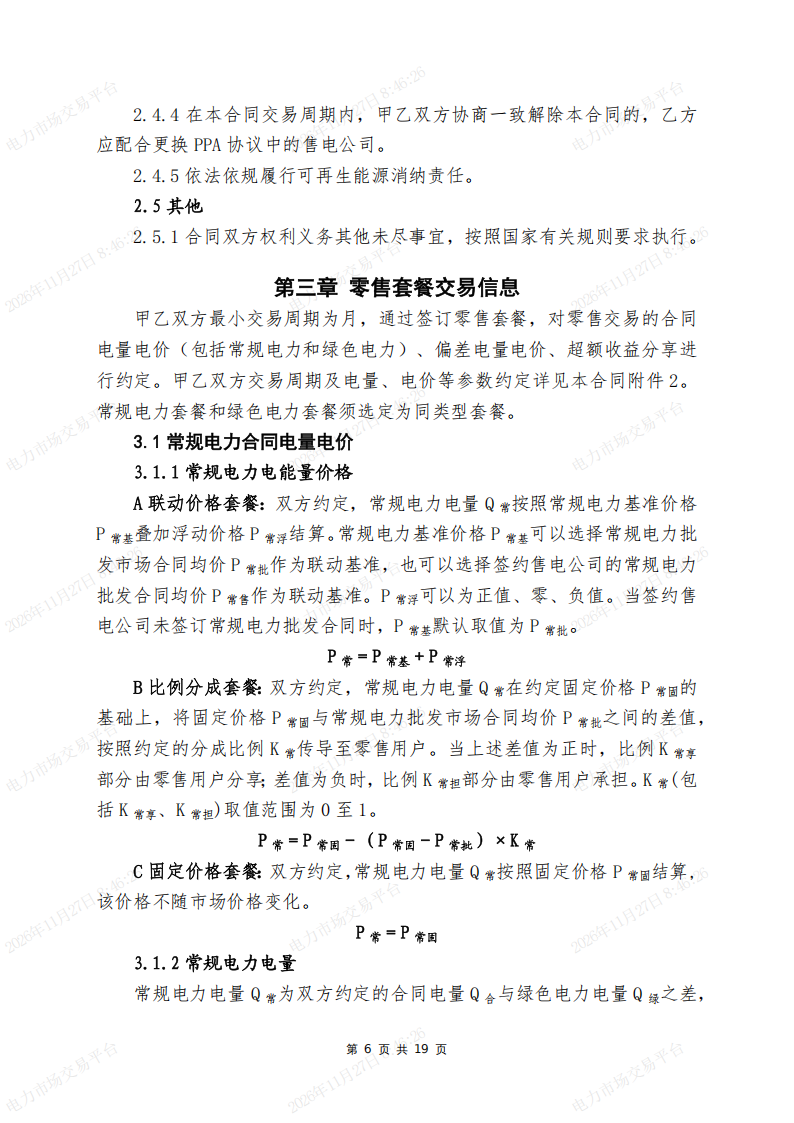 2.4.4 在本合同交易周期内，甲乙双方协商一致解除本合同的，乙方
应配合更换 PPA 协议中的售电公司。
2.4.5 依法依规履行可再生能源消纳责任。
2.5 其他
2.5.1 合同双方权利义务其他未尽事宜，按照国家有关规则要求执行。
第三章 零售套餐交易信息
甲乙双方最小交易周期为月，通过签订零售套餐，对零售交易的合同
电量电价（包括常规电力和绿色电力）、偏差电量电价、超额收益分享进
行约定。甲乙双方交易周期及电量、电价等参数约定详见本合同附件 2。
常规电力套餐和绿色电力套餐须选定为同类型套餐。
3.1 常规电力合同电量电价
3.1.1 常规电力电能量价格
A 联动价格套餐：双方约定，常规电力电量 Q常按照常规电力基准价格
P常基叠加浮动价格 P常浮结算。常规电力基准价格 P常基可以选择常规电力批
发市场合同均价 P常批作为联动基准，也可以选择签约售电公司的常规电力
批发合同均价 P常售作为联动基准。P常浮可以为正值、零、负值。当签约售
电公司未签订常规电力批发合同时，P常基默认取值为 P常批。
P常=P常基+P常浮
B 比例分成套餐：双方约定，常规电力电量 Q常在约定固定价格 P常固的
基础上，将固定价格 P常固与常规电力批发市场合同均价 P常批之间的差值，
按照约定的分成比例 K常传导至零售用户。当上述差值为正时，比例 K常享
部分由零售用户分享；差值为负时，比例 K常担部分由零售用户承担。K常(包
括 K常享、K常担)取值范围为 0 至 1。
P常=P常固-（P常固-P常批）×K常
C 固定价格套餐：双方约定，常规电力电量 Q常按照固定价格 P常固结算，
该价格不随市场价格变化。
P常=P常固
3.1.2 常规电力电量
常规电力电量 Q常为双方约定的合同电量 Q合与绿色电力电量 Q绿之差，
第 6 页 共 19 页
电力市场交易平台
2026年11月27日 8:46:26